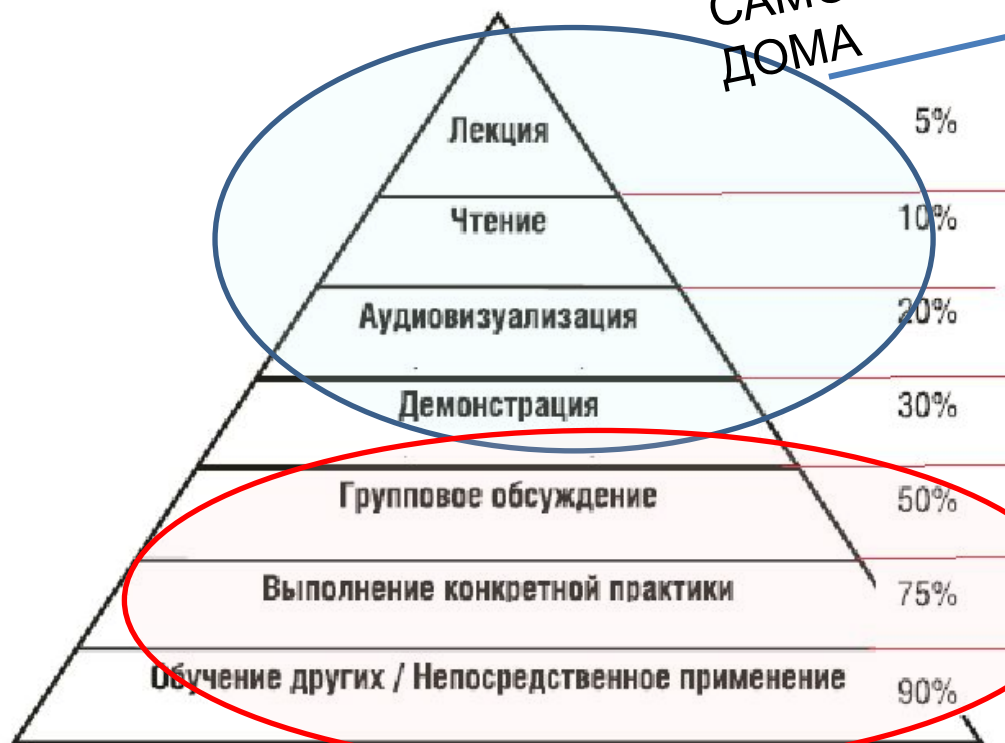 ДОМА
Лекция 5%
Чтение 10%
Аудиовизуализация 20%
Демонстрация 30%
Групповое обсуждение 50%
Выполнение конкретной практики 75%
Обучение других / Непосредственное применение 90%